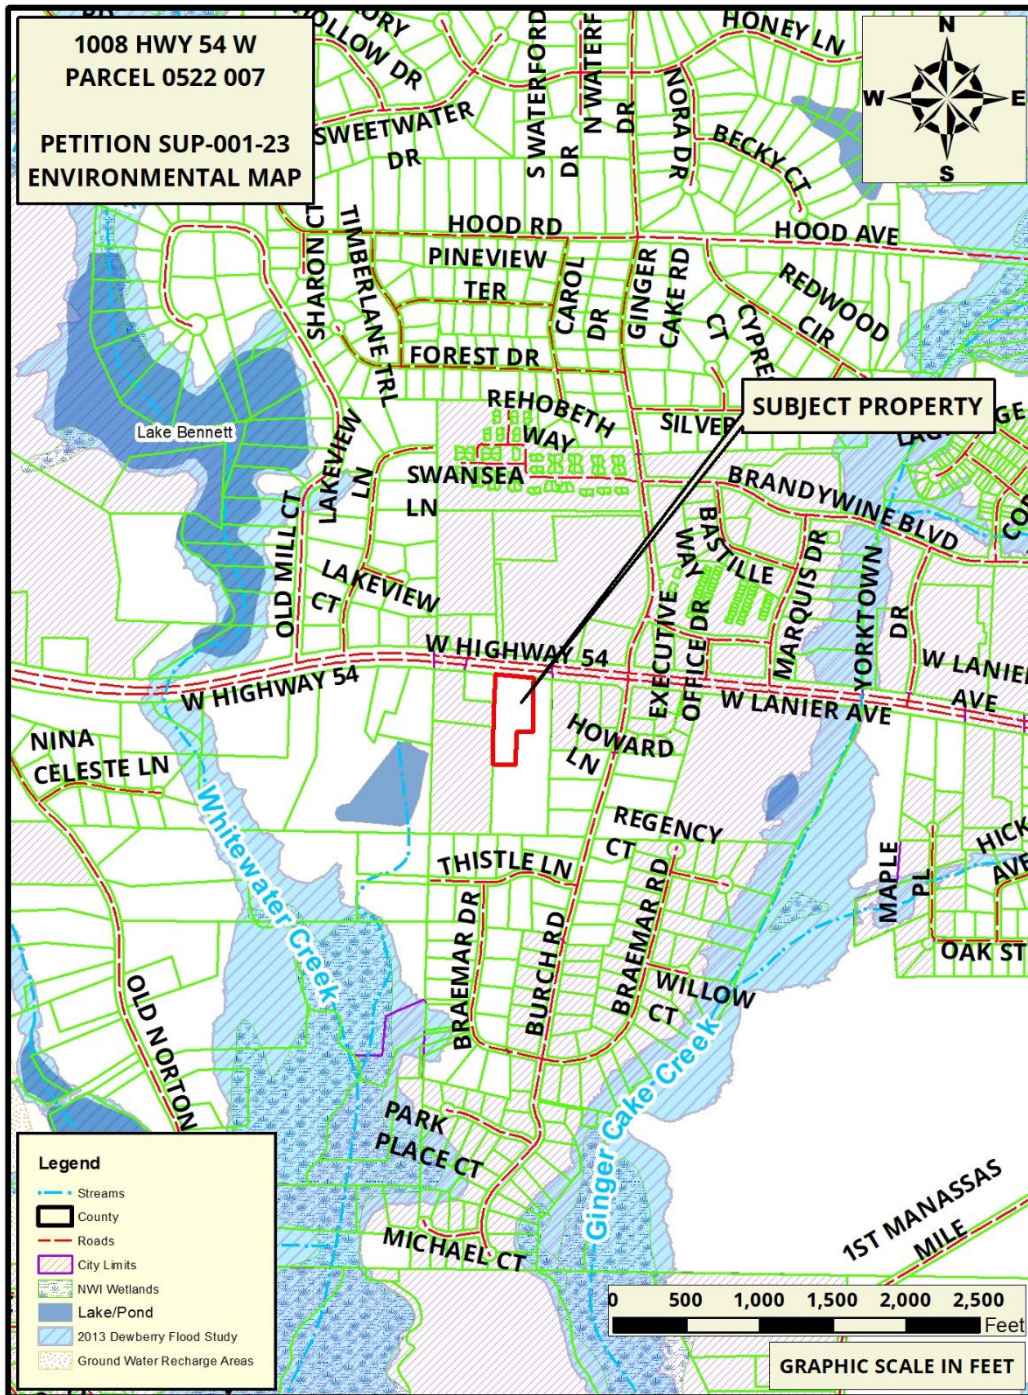 1008 HWY 54 W
PARCEL 0522 007
PETITION SUP-001-23
ENVIRONMENTAL MAP
HOLLOW DR
SWEETWATER
DR
S WATERFORD
DR
N WATERF
DR
HONEY LN
NORA DR
BECKY CT
N
W
E
S
HOOD RD
HOOD AVE
SHARON CT
TIMBERLANE TRL
PINEVIEW
TER
CAROL
DR
GINGER
CAKE RD
REDWOOD
CIR
CT
FOREST DR
SUBJECT PROPERTY
Lake Bennett
REHOBETH
WAY
SILVER
SWANSEA
LN
LAKEVIEW
LN
BRANDYWINE BLVD
OLD MILL CT
LAKEVIEW
CT
BASTILLE
WAY
MARQUIS DR
YORKTOWN
DR
EXECUTIVE
OFFICE DR
W HIGHWAY 54
W HIGHWAY 54
W LANIER AVE
W LANIER
AVE
HOWARD
LN
NINA
CELESTE LN
Whitewater Creek
REGENCY
CT
THISTLE LN
MAPLE
PL
HICK
AVE
OAK ST
BRAEMAR DR
BURCH RD
BRAEMAR RD
WILLOW
CT
OLD NORTON
Ginger Cake Creek
PARK
PLACE CT
MICHAEL CT
1ST MANASSAS
MILE
Legend
Streams
County
Roads
City Limits
NWI Wetlands
Lake/Pond
2013 Dewberry Flood Study
Ground Water Recharge Areas
0 500 1,000 1,500 2,000 2,500
Feet
GRAPHIC SCALE IN FEET